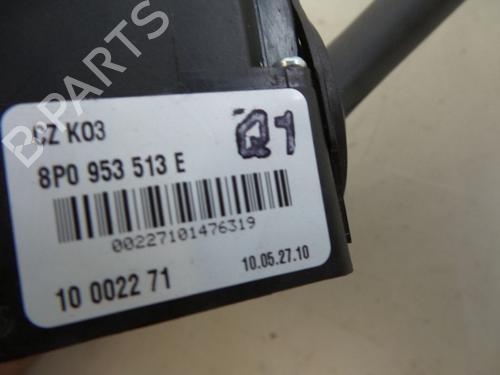 B-PARTS
CZ K03
Q1
8P0 953 513 E
00227101476319
10 0022 71
10.05.27.10